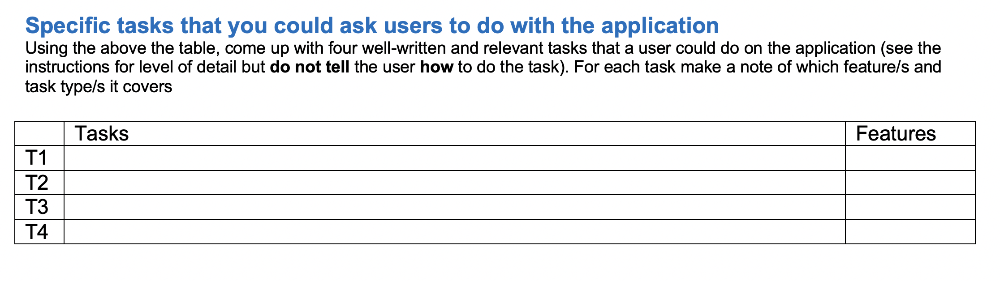 Specific tasks that you could ask users to do with the application
Using the above the table, come up with four well-written and relevant tasks that a user could do on the application (see the
instructions for level of detail but do not tell the user how to do the task). For each task make a note of which feature/s and
task type/s it covers
Tasks Features
T1
T2
T3
T4